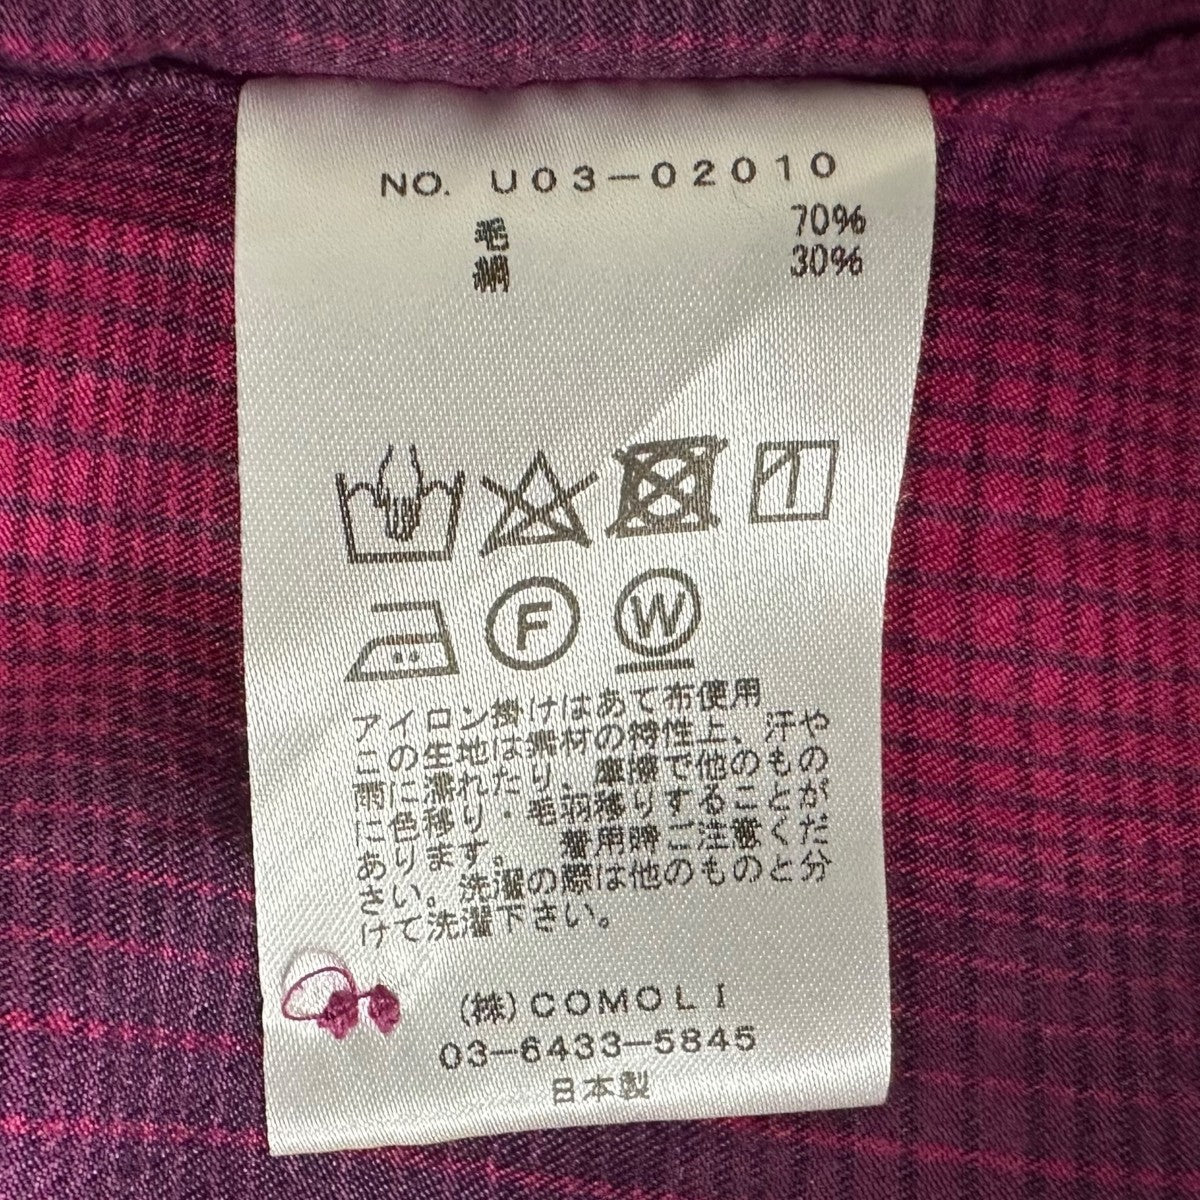 NO. U03-02010
毛 70%
絹 30%
F W
アイロン掛けはあて布使用
この生地は素材の特性上、汗や
雨に濡れたり、摩擦で他のもの
に色移り・毛羽移りすることが
あります。 着用時ご注意くだ
さい。洗濯の際は他のものと分
けて洗濯下さい。
(株)COMOLI
03-6433-5845
日本製